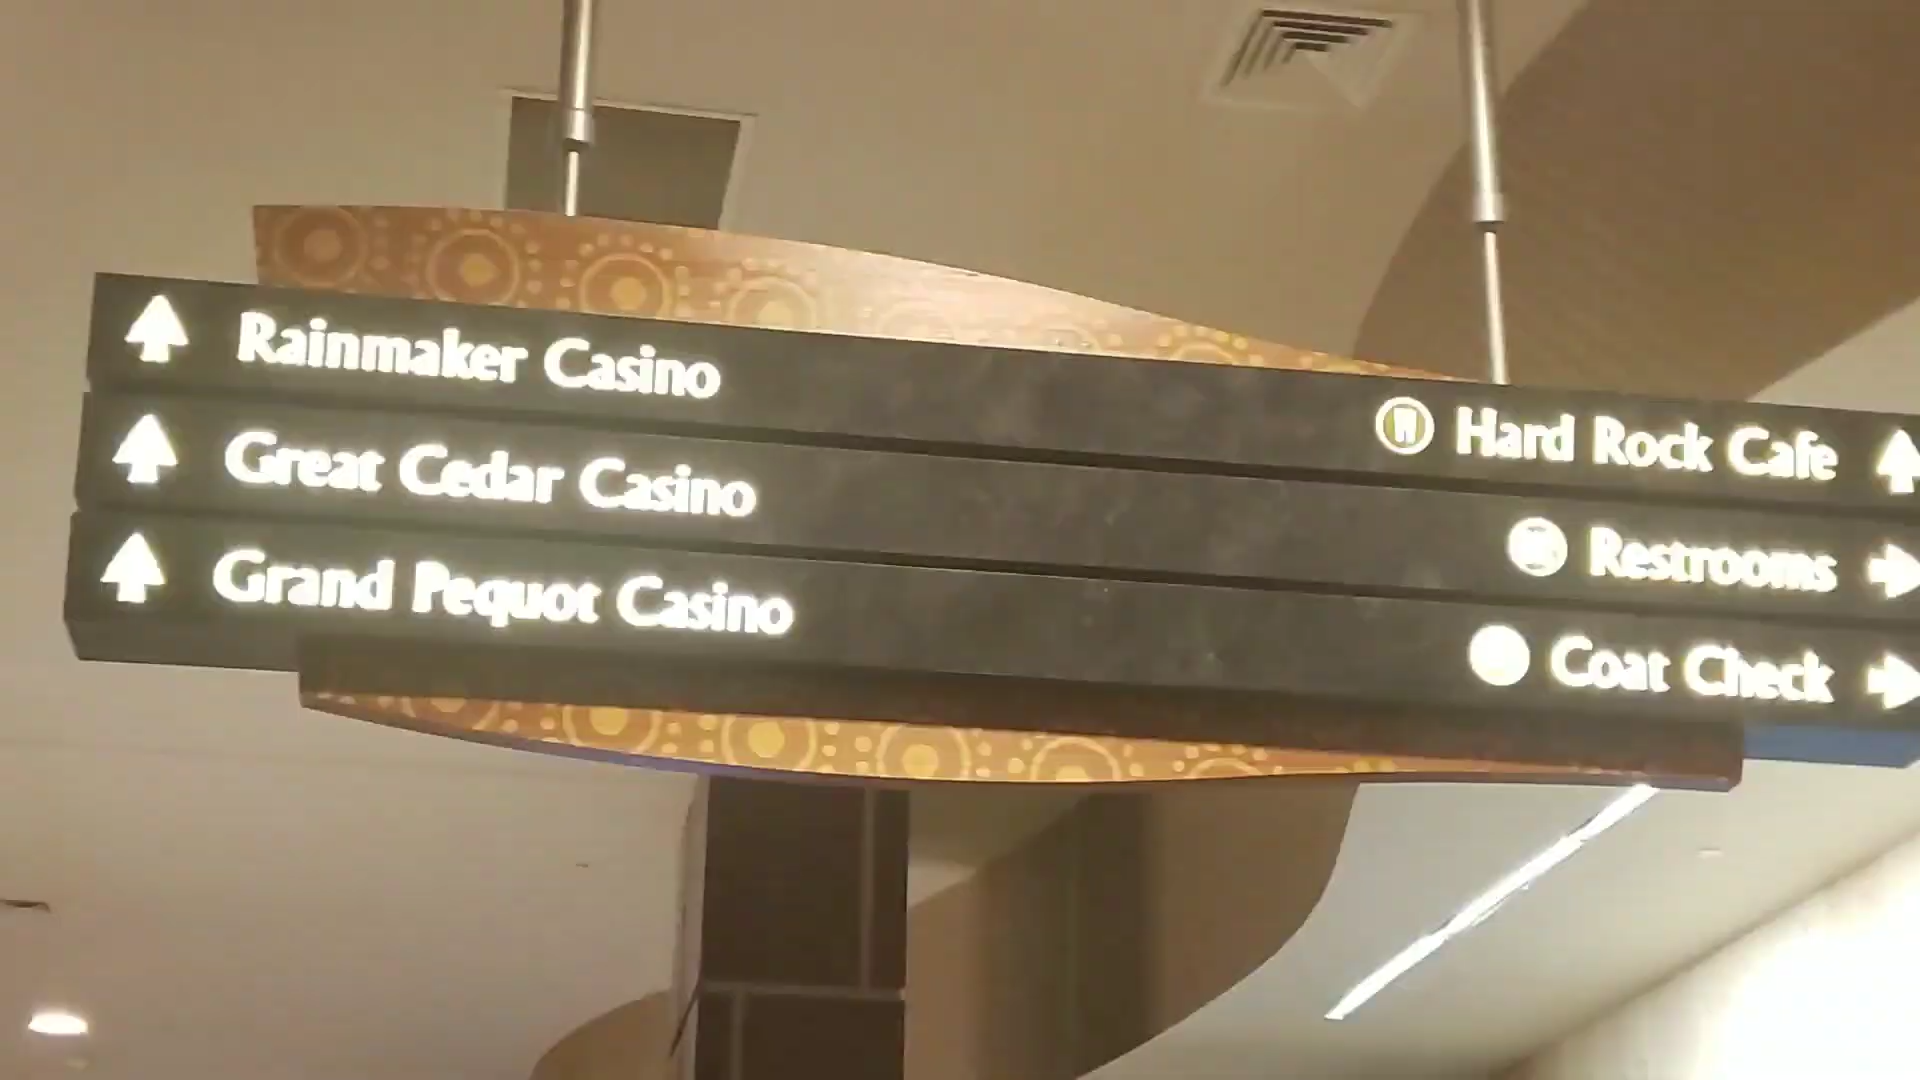 Rainmaker Casino
Great Cedar Casino
Grand Pequot Casino
Hard Rock Cafe
Restrooms
Coat Check